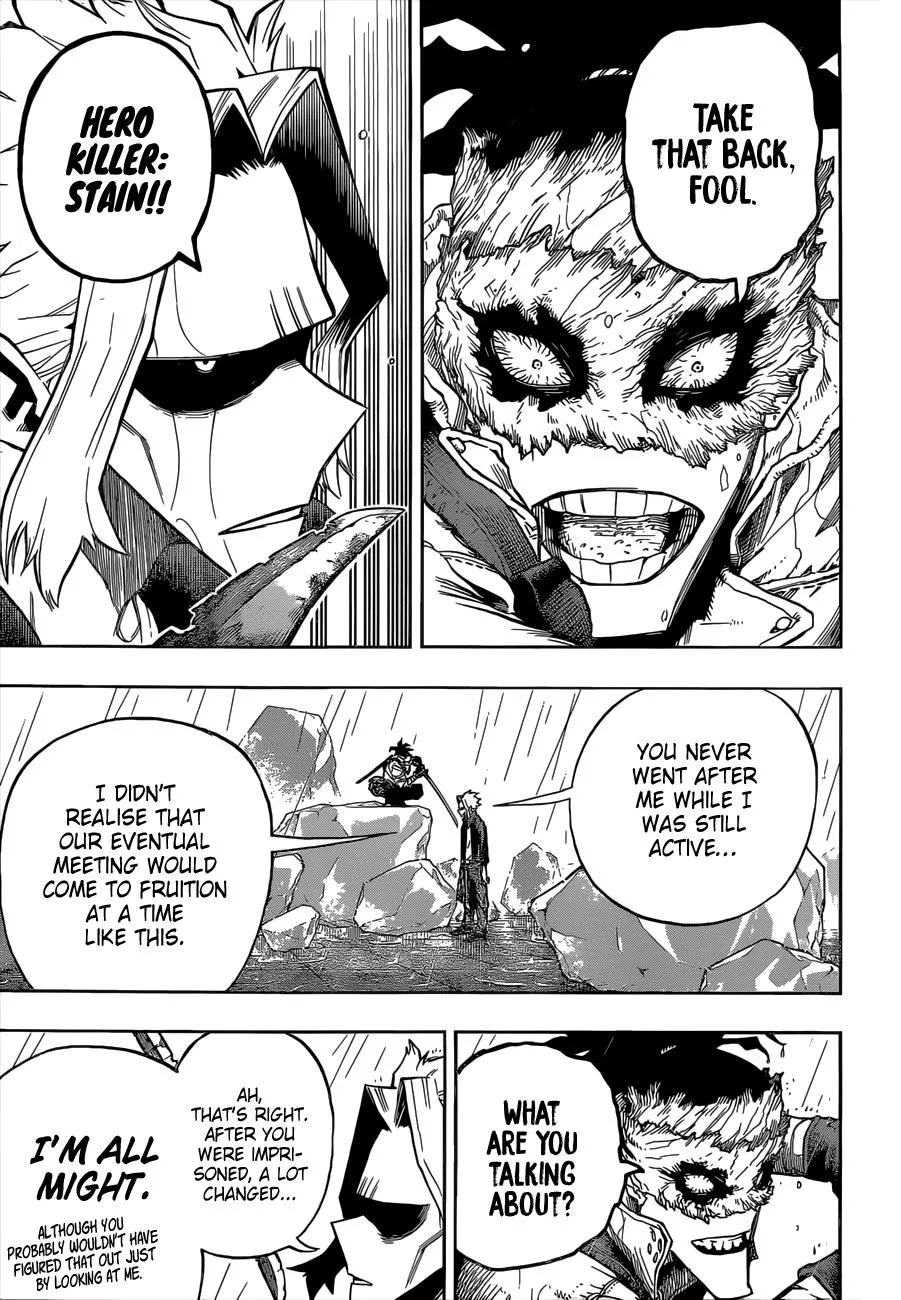 TAKE
THAT BACK,
FOOL.
HERO
KILLER:
STAIN!!
YOU NEVER
WENT AFTER
ME WHILE I
WAS STILL
ACTIVE...
I DIDN'T
REALISE THAT
OUR EVENTUAL
MEETING WOULD
COME TO FRUITION
AT A TIME
LIKE THIS.
WHAT
ARE YOU
TALKING
ABOUT?
AH,
THAT'S RIGHT.
AFTER YOU
WERE IMPRI-
SONED, A LOT
CHANGED...
I'M ALL
MIGHT.
ALTHOUGH YOU
PROBABLY WOULDN'T HAVE
FIGURED THAT OUT JUST
BY LOOKING AT ME.